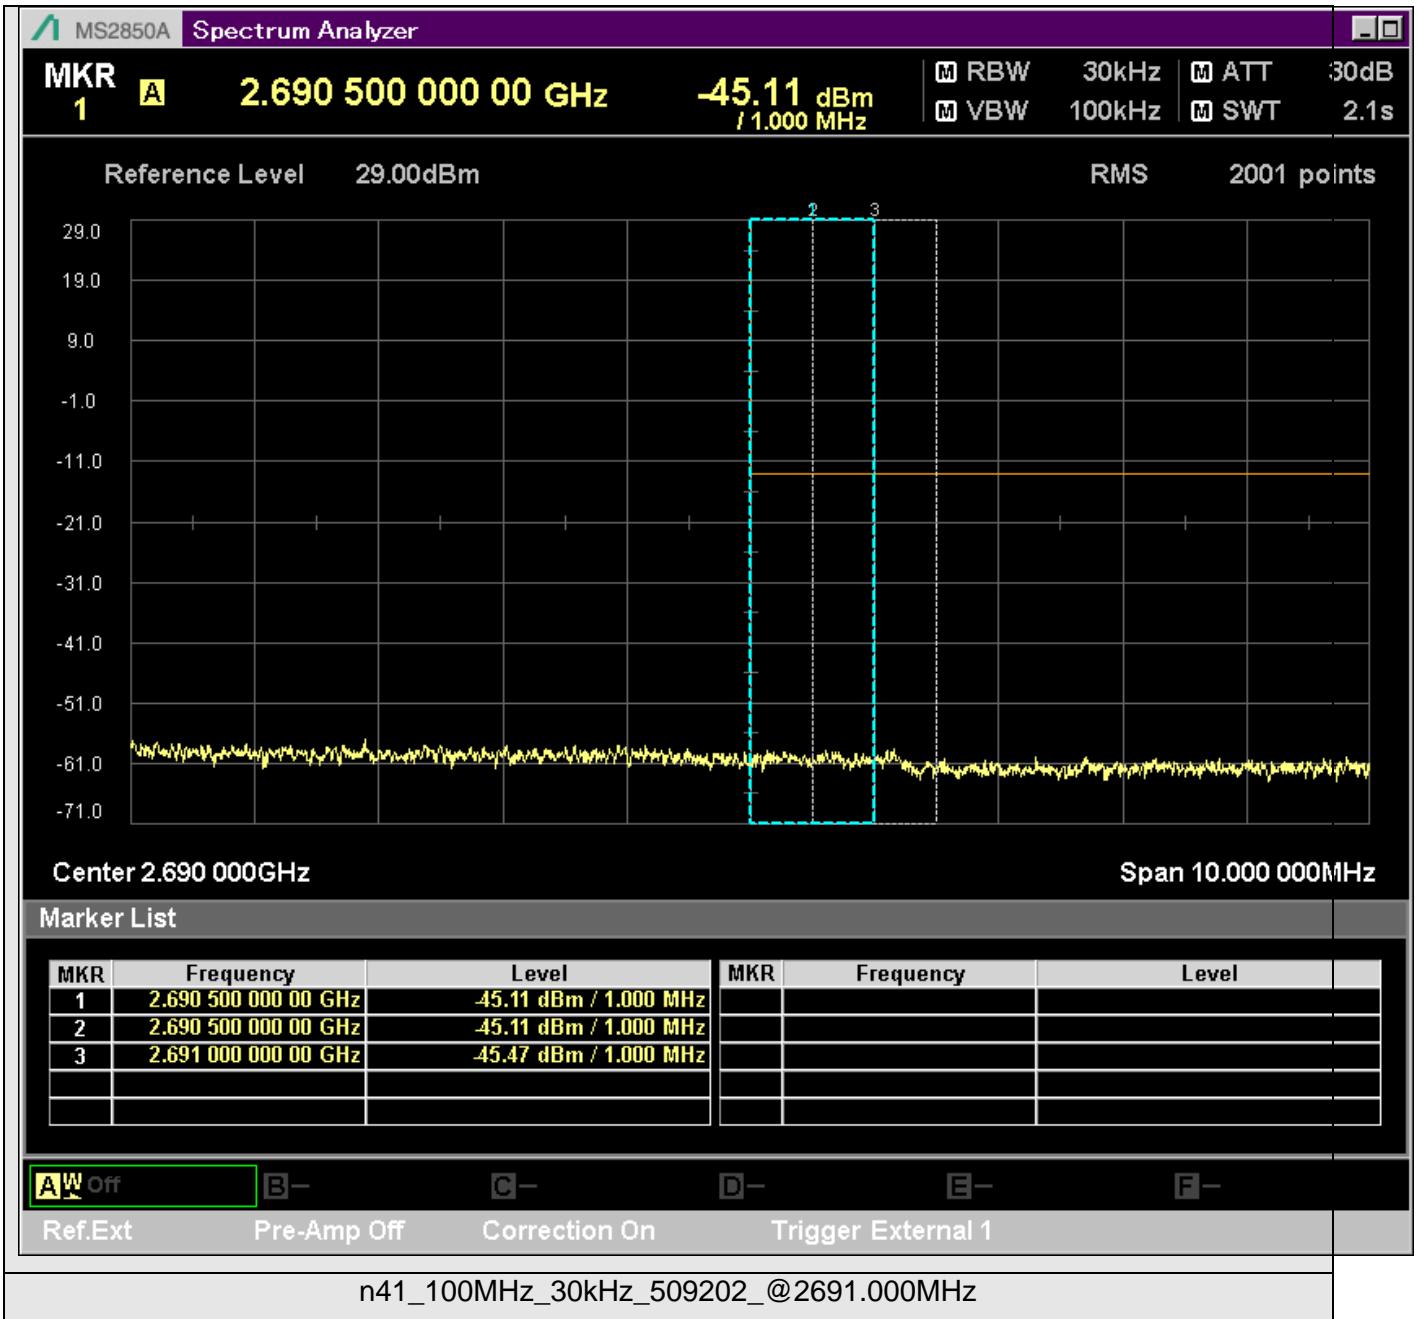 MS2850A Spectrum Analyzer
MKR 1 A 2.690 500 000 00 GHz -45.11 dBm / 1.000 MHz
M RBW 30kHz M ATT 30dB
M VBW 100kHz M SWT 2.1s
Reference Level 29.00dBm RMS 2001 points
2 3
29.0
19.0
9.0
-1.0
-11.0
-21.0
-31.0
-41.0
-51.0
-61.0
-71.0
Center 2.690 000GHz Span 10.000 000MHz
Marker List
MKR Frequency Level MKR Frequency Level
1 2.690 500 000 00 GHz -45.11 dBm / 1.000 MHz
2 2.690 500 000 00 GHz -45.11 dBm / 1.000 MHz
3 2.691 000 000 00 GHz -45.47 dBm / 1.000 MHz
A W Off B — C — D — E — F —
Ref.Ext Pre-Amp Off Correction On Trigger External 1
n41_100MHz_30kHz_509202_@2691.000MHz